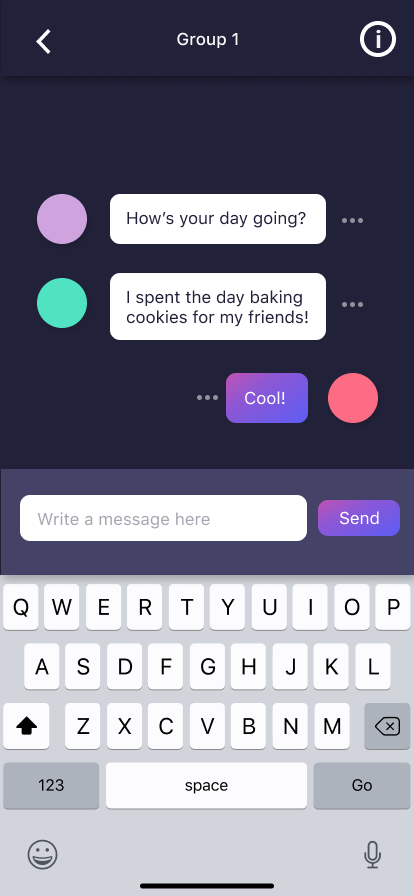 Group 1
How’s your day going?
I spent the day baking
cookies for my friends!
Cool!
Write a message here
Send
Q W E R T Y U I O P
A S D F G H J K L
Z X C V B N M
123 space Go